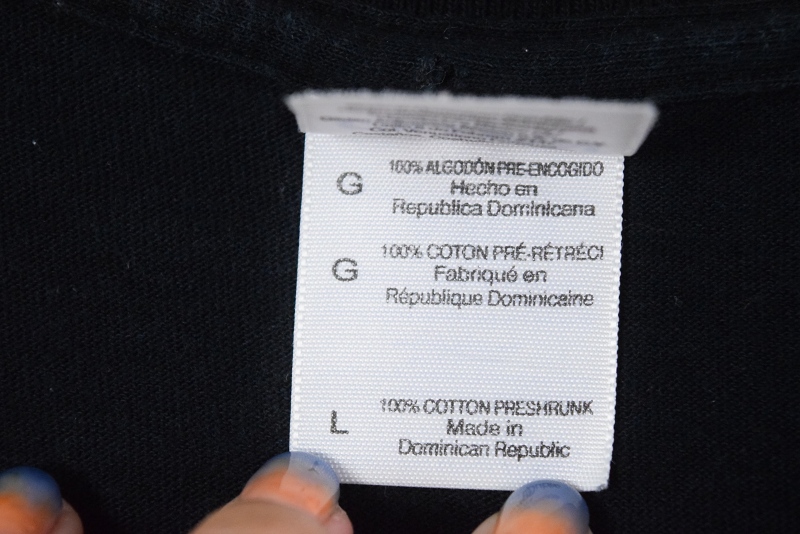 G
100% ALGODÓN PRE-ENCOGIDO
Hecho en
Republica Dominicana
G
100% COTON PRÉ-RÉTRÉCI
Fabriqué en
République Dominicaine
L
100% COTTON PRESHRUNK
Made in
Dominican Republic